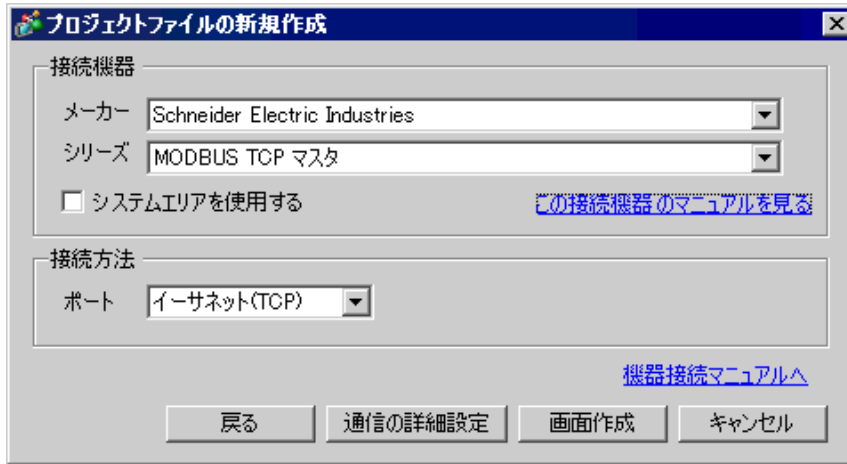 プロジェクトファイルの新規作成
接続機器
メーカー Schneider Electric Industries
シリーズ MODBUS TCP マスタ
システムエリアを使用する この接続機器のマニュアルを見る
接続方法
ポート イーサネット(TCP)
機器接続マニュアルへ
戻る 通信の詳細設定 画面作成 キャンセル